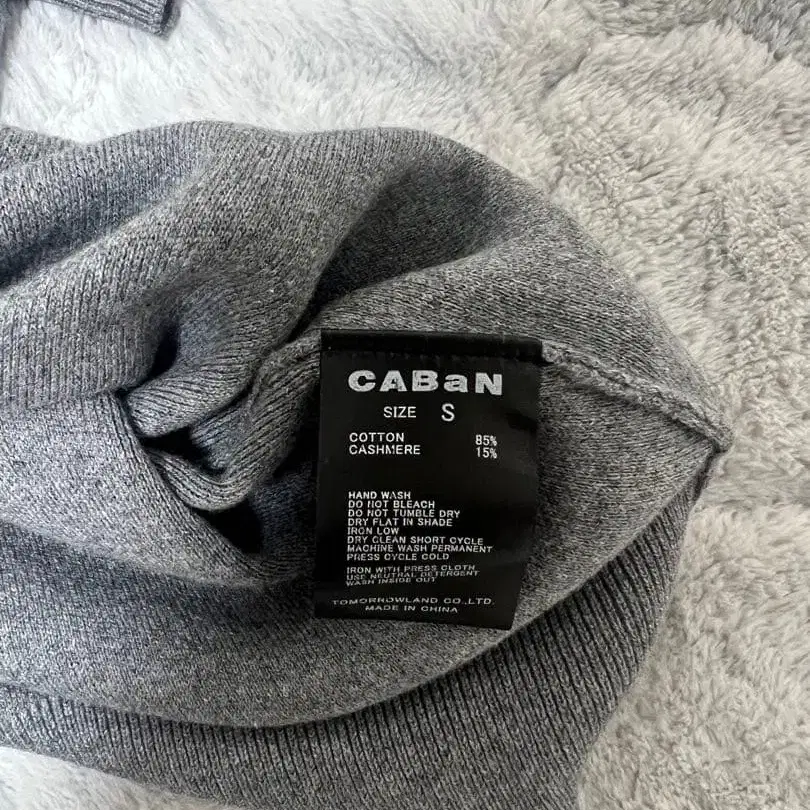 CABaN
SIZE S
COTTON 85%
CASHMERE 15%
HAND WASH
DO NOT BLEACH
DO NOT TUMBLE DRY
DRY FLAT IN SHADE
IRON LOW
DRY CLEAN SHORT CYCLE
MACHINE WASH PERMANENT
PRESS CYCLE COLD
IRON WITH PRESS CLOTH
USE NEUTRAL DETERGENT
WASH INSIDE OUT
TOMORROWLAND CO.,LTD.
MADE IN CHINA